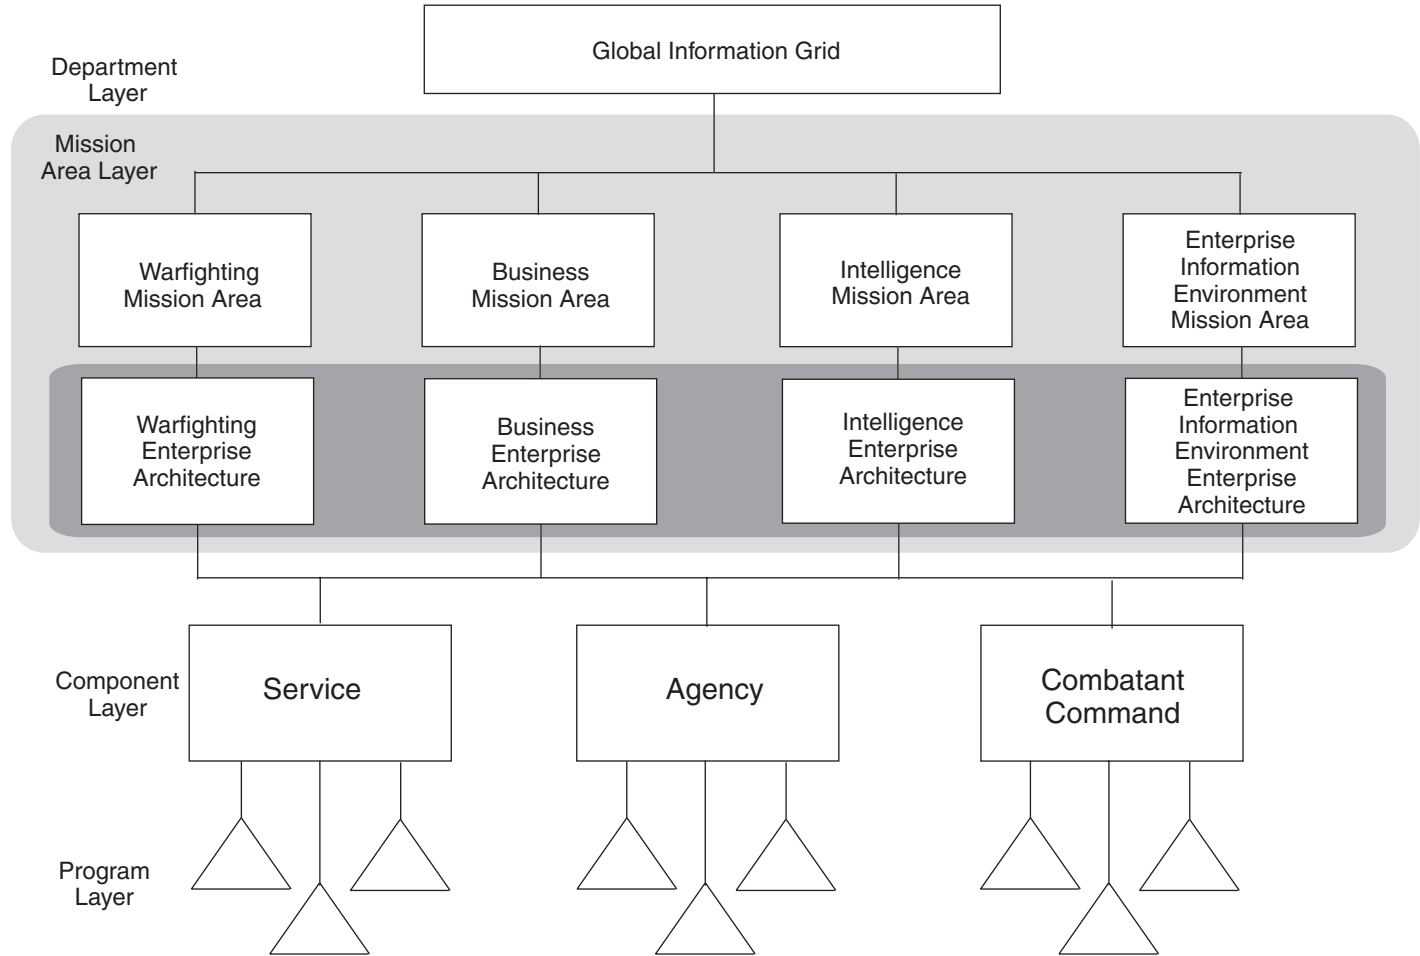 Global Information Grid
Department
Layer
Mission
Area Layer
Warfighting
Mission Area
Business
Mission Area
Intelligence
Mission Area
Enterprise
Information
Environment
Mission Area
Warfighting
Enterprise
Architecture
Business
Enterprise
Architecture
Intelligence
Enterprise
Architecture
Enterprise
Information
Environment
Enterprise
Architecture
Component
Layer
Service
Agency
Combatant
Command
Program
Layer